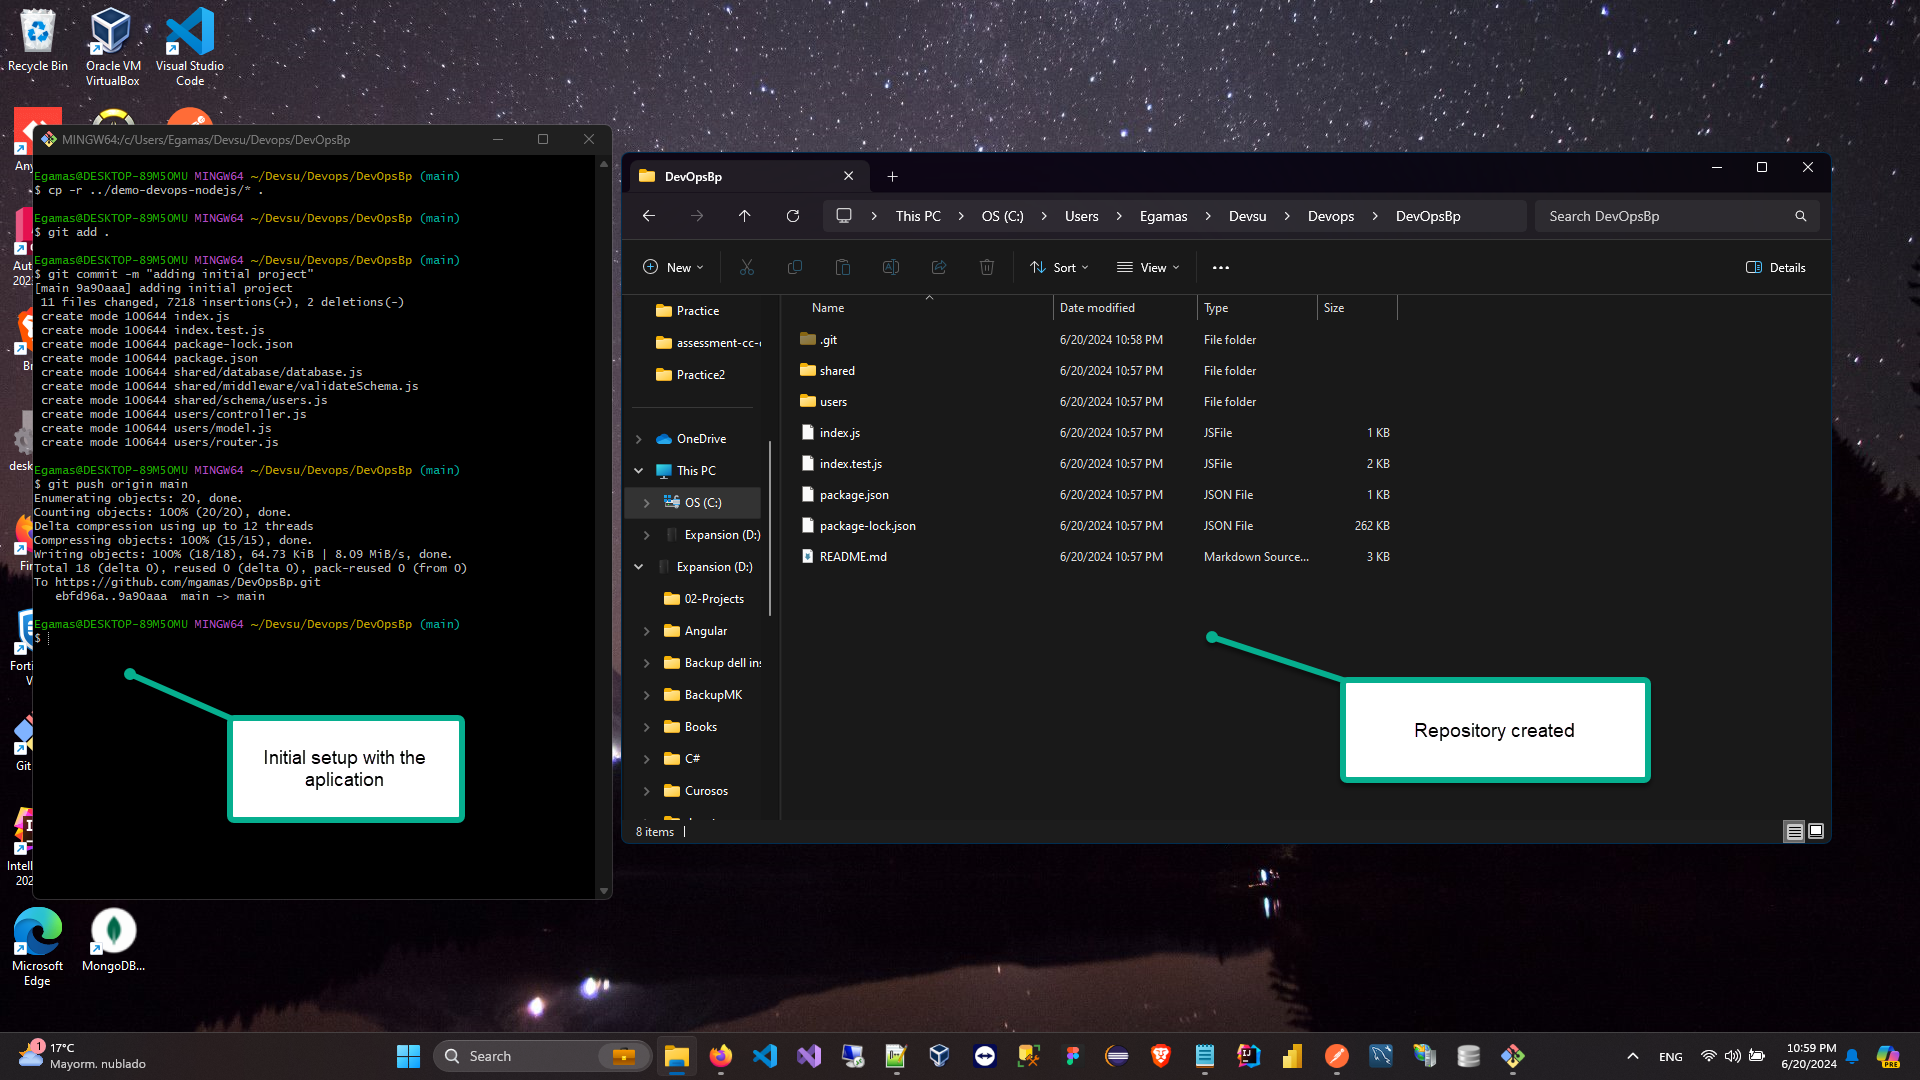 Recycle Bin
Oracle VM
VirtualBox
Visual Studio
Code
MINGW64:/c/Users/Egamas/Devsu/Devops/DevOpsBp
Egamas@DESKTOP-89M50MU MINGW64 ~/Devsu/Devops/DevOpsBp (main)
$ cp -r ../demo-devops-nodejs/* .
Egamas@DESKTOP-89M50MU MINGW64 ~/Devsu/Devops/DevOpsBp (main)
$ git add .
Egamas@DESKTOP-89M50MU MINGW64 ~/Devsu/Devops/DevOpsBp (main)
$ git commit -m "adding initial project"
[main 9a90aaa] adding initial project
11 files changed, 7218 insertions(+), 2 deletions(-)
create mode 100644 index.js
create mode 100644 index.test.js
create mode 100644 package-lock.json
create mode 100644 package.json
create mode 100644 shared/database/database.js
create mode 100644 shared/middleware/validateSchema.js
create mode 100644 shared/schema/users.js
create mode 100644 users/controller.js
create mode 100644 users/model.js
create mode 100644 users/router.js
Egamas@DESKTOP-89M50MU MINGW64 ~/Devsu/Devops/DevOpsBp (main)
$ git push origin main
Enumerating objects: 20, done.
Counting objects: 100% (20/20), done.
Delta compression using up to 12 threads
Compressing objects: 100% (15/15), done.
Writing objects: 100% (18/18), 64.73 KiB | 8.09 MiB/s, done.
Total 18 (delta 0), reused 0 (delta 0), pack-reused 0 (from 0)
To https://github.com/mgamas/DevOpsBp.git
ebfd96a..9a90aaa main -> main
Egamas@DESKTOP-89M50MU MINGW64 ~/Devsu/Devops/DevOpsBp (main)
$
Initial setup with the
aplication
Any
Aut
202
Br
desk
Fir
Forti
V
Git
Intell
202
Microsoft
Edge
MongoDB...
DevOpsBp
This PC > OS (C:) > Users > Egamas > Devsu > Devops > DevOpsBp
Search DevOpsBp
New
Sort
View
Details
Practice
assessment-cc-
Practice2
OneDrive
This PC
OS (C:)
Expansion (D:)
Expansion (D:)
02-Projects
Angular
Backup dell ins
BackupMK
Books
C#
Curosos
Name Date modified Type Size
.git 6/20/2024 10:58 PM File folder
shared 6/20/2024 10:57 PM File folder
users 6/20/2024 10:57 PM File folder
index.js 6/20/2024 10:57 PM JSFile 1 KB
index.test.js 6/20/2024 10:57 PM JSFile 2 KB
package.json 6/20/2024 10:57 PM JSON File 1 KB
package-lock.json 6/20/2024 10:57 PM JSON File 262 KB
README.md 6/20/2024 10:57 PM Markdown Source... 3 KB
Repository created
8 items
1
17°C
Mayorm. nublado
Search
ENG
10:59 PM
6/20/2024
PRE